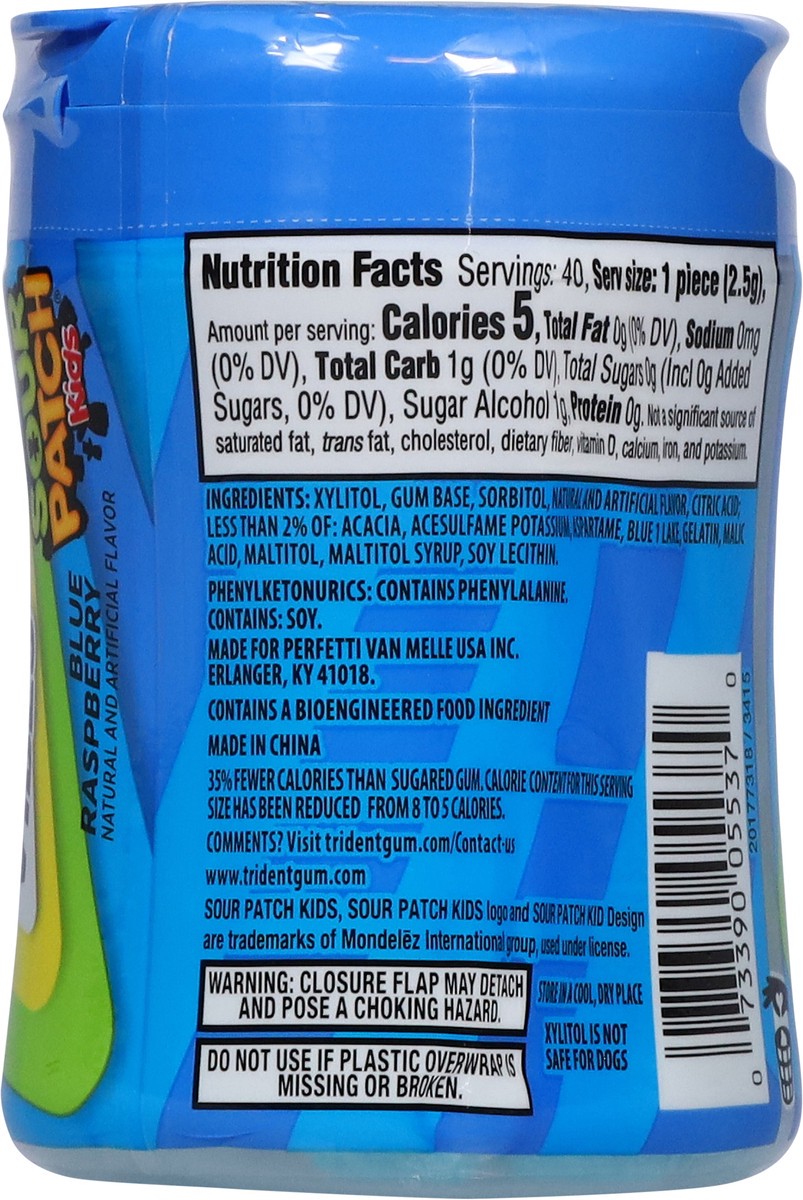 SOUR
PATCH
kids
BLUE
RASPBERRY
NATURAL AND ARTIFICIAL FLAVOR
Nutrition Facts Servings: 40, Serv size: 1 piece (2.5g),
Amount per serving: Calories 5, Total Fat 0g (0% DV), Sodium 0mg
(0% DV), Total Carb 1g (0% DV), Total Sugars 0g (Incl 0g Added
Sugars, 0% DV), Sugar Alcohol 1g, Protein 0g. Not a significant source of
saturated fat, trans fat, cholesterol, dietary fiber, vitamin D, calcium, iron, and potassium.
INGREDIENTS: XYLITOL, GUM BASE, SORBITOL, NATURAL AND ARTIFICIAL FLAVOR, CITRIC ACID;
LESS THAN 2% OF: ACACIA, ACESULFAME POTASSIUM, ASPARTAME, BLUE 1 LAKE, GELATIN, MALIC
ACID, MALTITOL, MALTITOL SYRUP, SOY LECITHIN.
PHENYLKETONURICS: CONTAINS PHENYLALANINE.
CONTAINS: SOY.
MADE FOR PERFETTI VAN MELLE USA INC.
ERLANGER, KY 41018.
CONTAINS A BIOENGINEERED FOOD INGREDIENT
MADE IN CHINA
35% FEWER CALORIES THAN SUGARED GUM. CALORIE CONTENT FOR THIS SERVING
SIZE HAS BEEN REDUCED FROM 8 TO 5 CALORIES.
COMMENTS? Visit tridentgum.com/Contact-us
www.tridentgum.com
SOUR PATCH KIDS, SOUR PATCH KIDS logo and SOUR PATCH KID Design
are trademarks of Mondelēz International group, used under license.
WARNING: CLOSURE FLAP MAY DETACH
AND POSE A CHOKING HAZARD.
STORE IN A COOL, DRY PLACE
XYLITOL IS NOT
SAFE FOR DOGS
DO NOT USE IF PLASTIC OVERWRAP IS
MISSING OR BROKEN.
0 73390 05537 0
20177318 / 3415